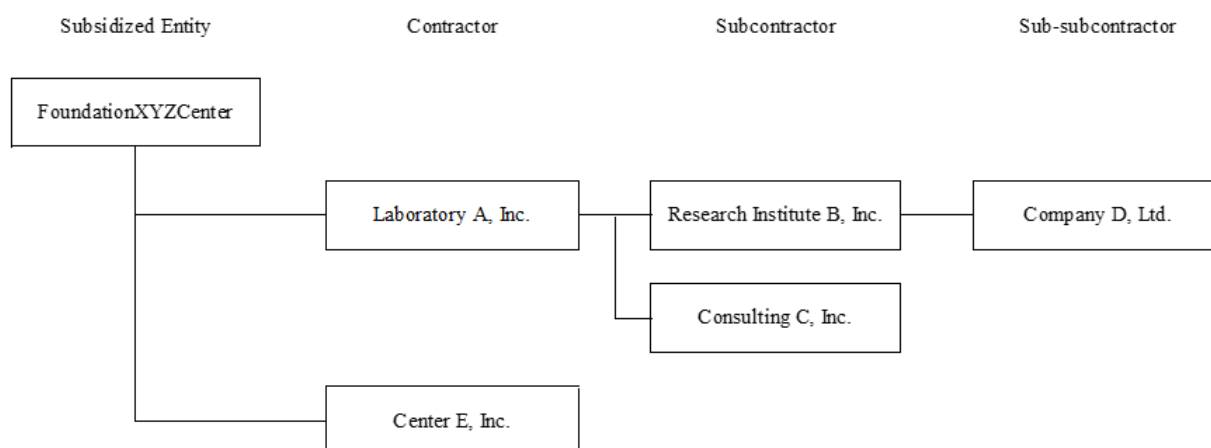 Subsidized Entity
Contractor
Subcontractor
Sub-subcontractor
FoundationXYZCenter
Laboratory A, Inc.
Research Institute B, Inc.
Company D, Ltd.
Consulting C, Inc.
Center E, Inc.